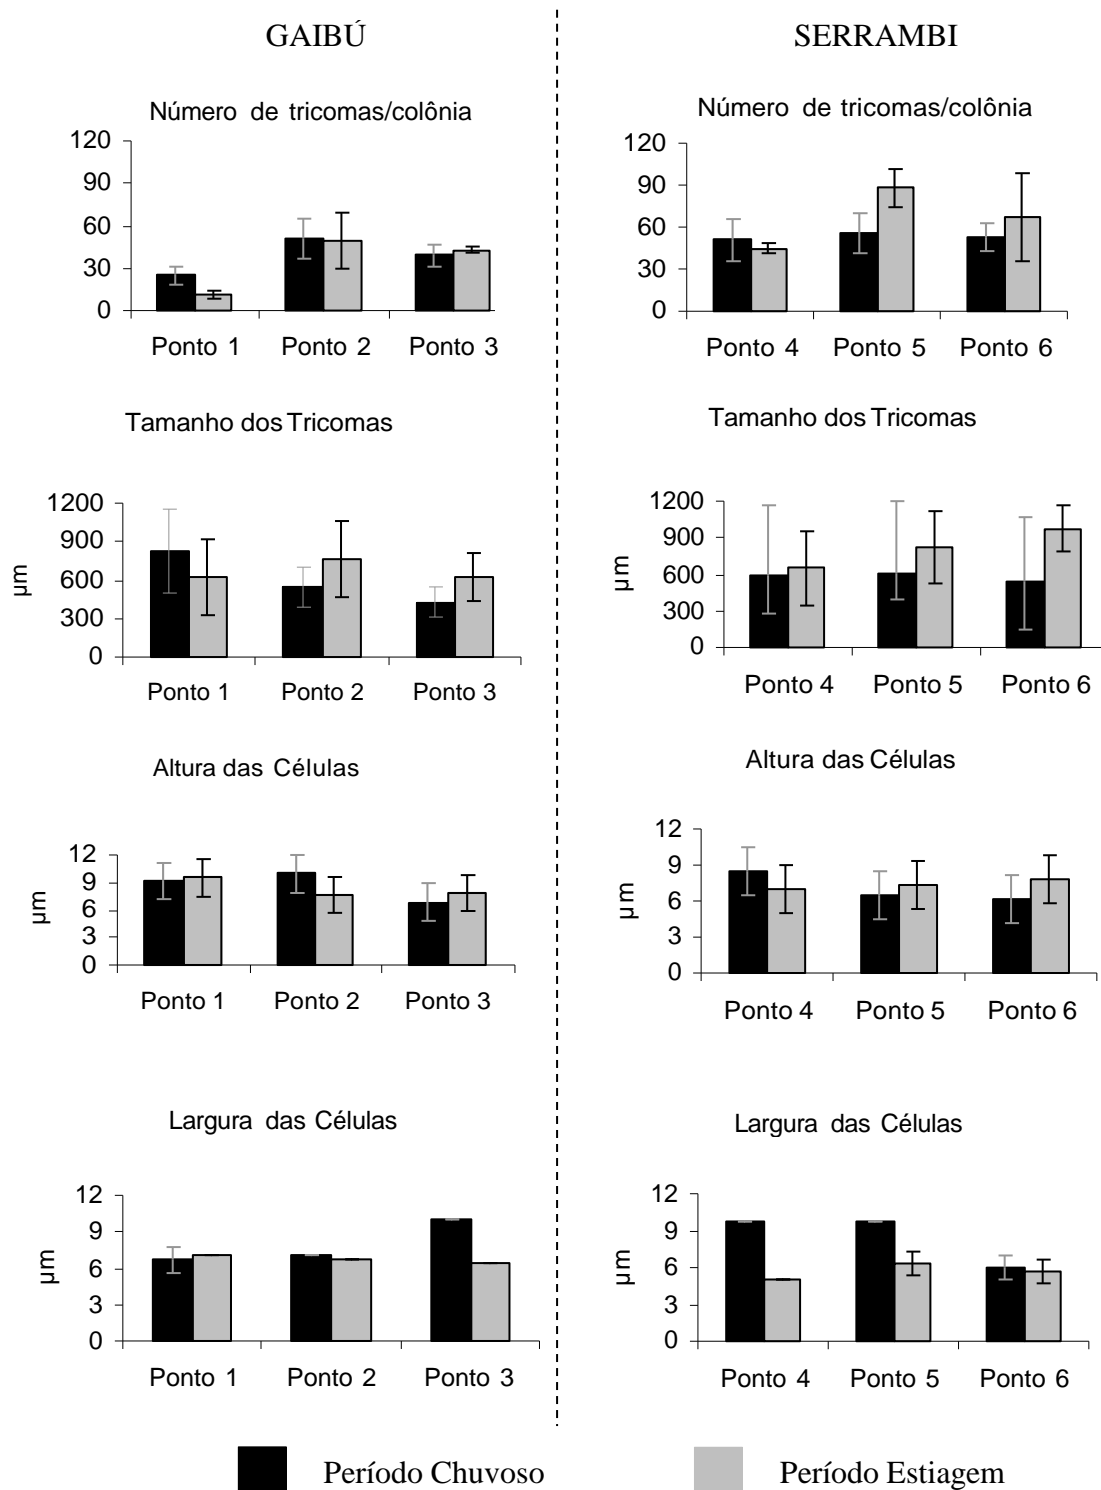 GAIBÚ
SERRAMBI
Número de tricomas/colônia
120
90
60
30
0
Ponto 1 Ponto 2 Ponto 3
Número de tricomas/colônia
120
90
60
30
0
Ponto 4 Ponto 5 Ponto 6
Tamanho dos Tricomas
1200
900
600
300
0
µm
Ponto 1 Ponto 2 Ponto 3
Tamanho dos Tricomas
1200
900
600
300
0
µm
Ponto 4 Ponto 5 Ponto 6
Altura das Células
12
9
6
3
0
µm
Ponto 1 Ponto 2 Ponto 3
Altura das Células
12
9
6
3
0
µm
Ponto 4 Ponto 5 Ponto 6
Largura das Células
12
9
6
3
0
µm
Ponto 1 Ponto 2 Ponto 3
Largura das Células
12
9
6
3
0
µm
Ponto 4 Ponto 5 Ponto 6
Período Chuvoso
Período Estiagem